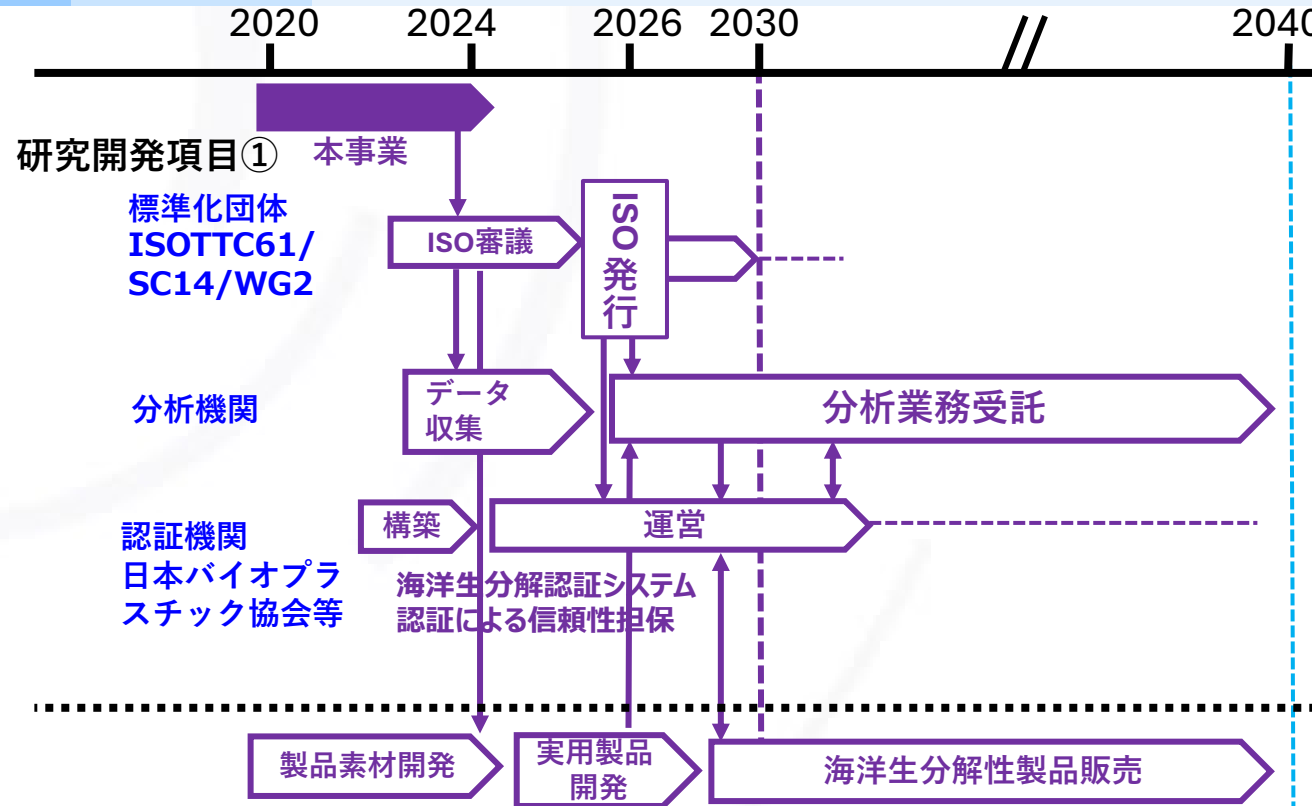 2020
2024
2026
2030
2040
研究開発項目①
本事業
標準化団体
ISOTTC61/
SC14/WG2
ISO審議
ISO発行
分析機関
データ
収集
分析業務受託
認証機関
日本バイオプラ
スチック協会等
構築
運営
海洋生分解認証システム
認証による信頼性担保
製品素材開発
実用製品
開発
海洋生分解性製品販売